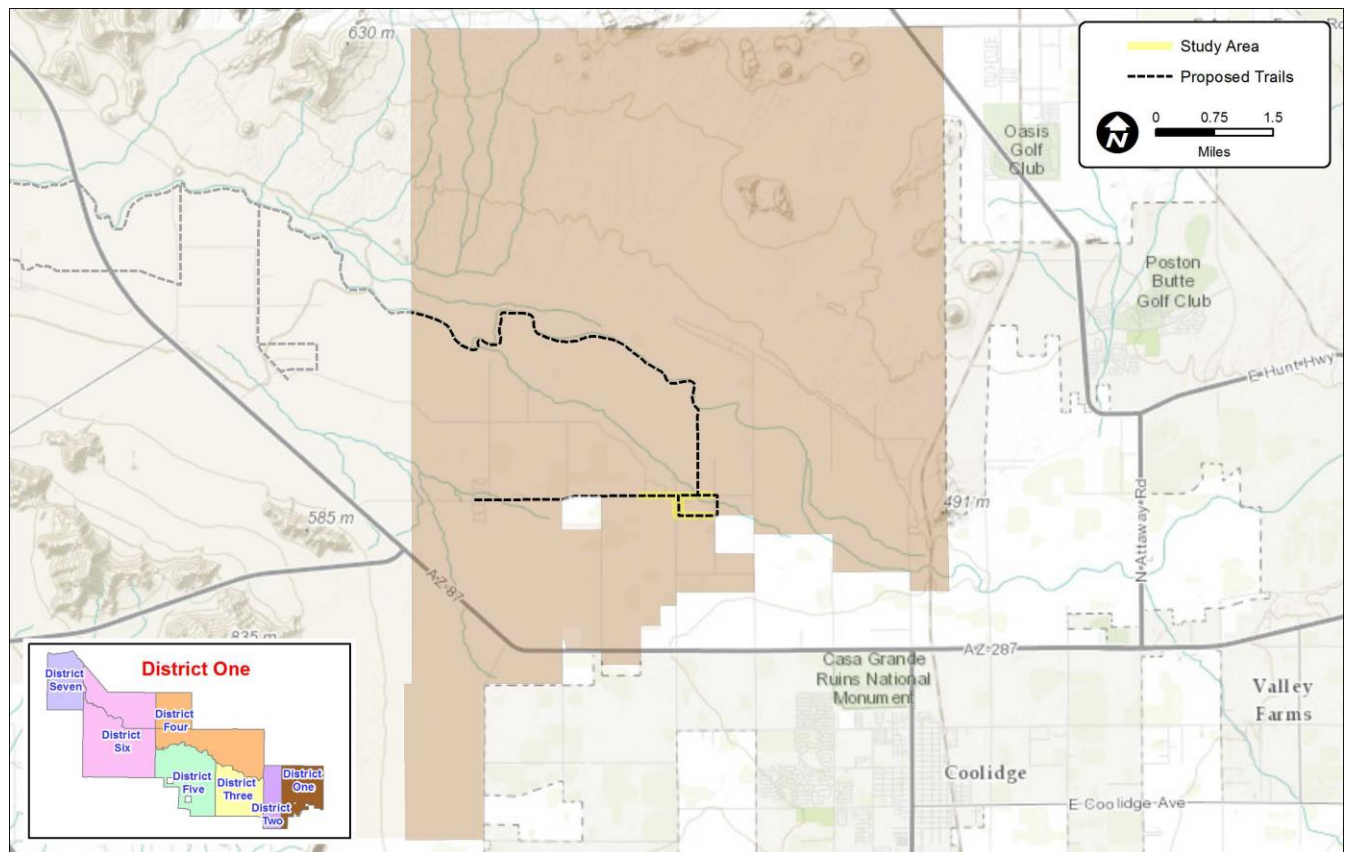 630 m
Study Area
Proposed Trails
0 0.75 1.5
Miles
N
Oasis
Golf
Club
Poston
Butte
Golf Club
E Hunt Hwy
491 m
585 m
N Attaway Rd
AZ-87
835 m
AZ-287
Casa Grande
Ruins National
Monument
Valley
Farms
Coolidge
E Coolidge Ave
District One
District
Seven
District
Four
District
Six
District
Five
District
Three
District
One
District
Two